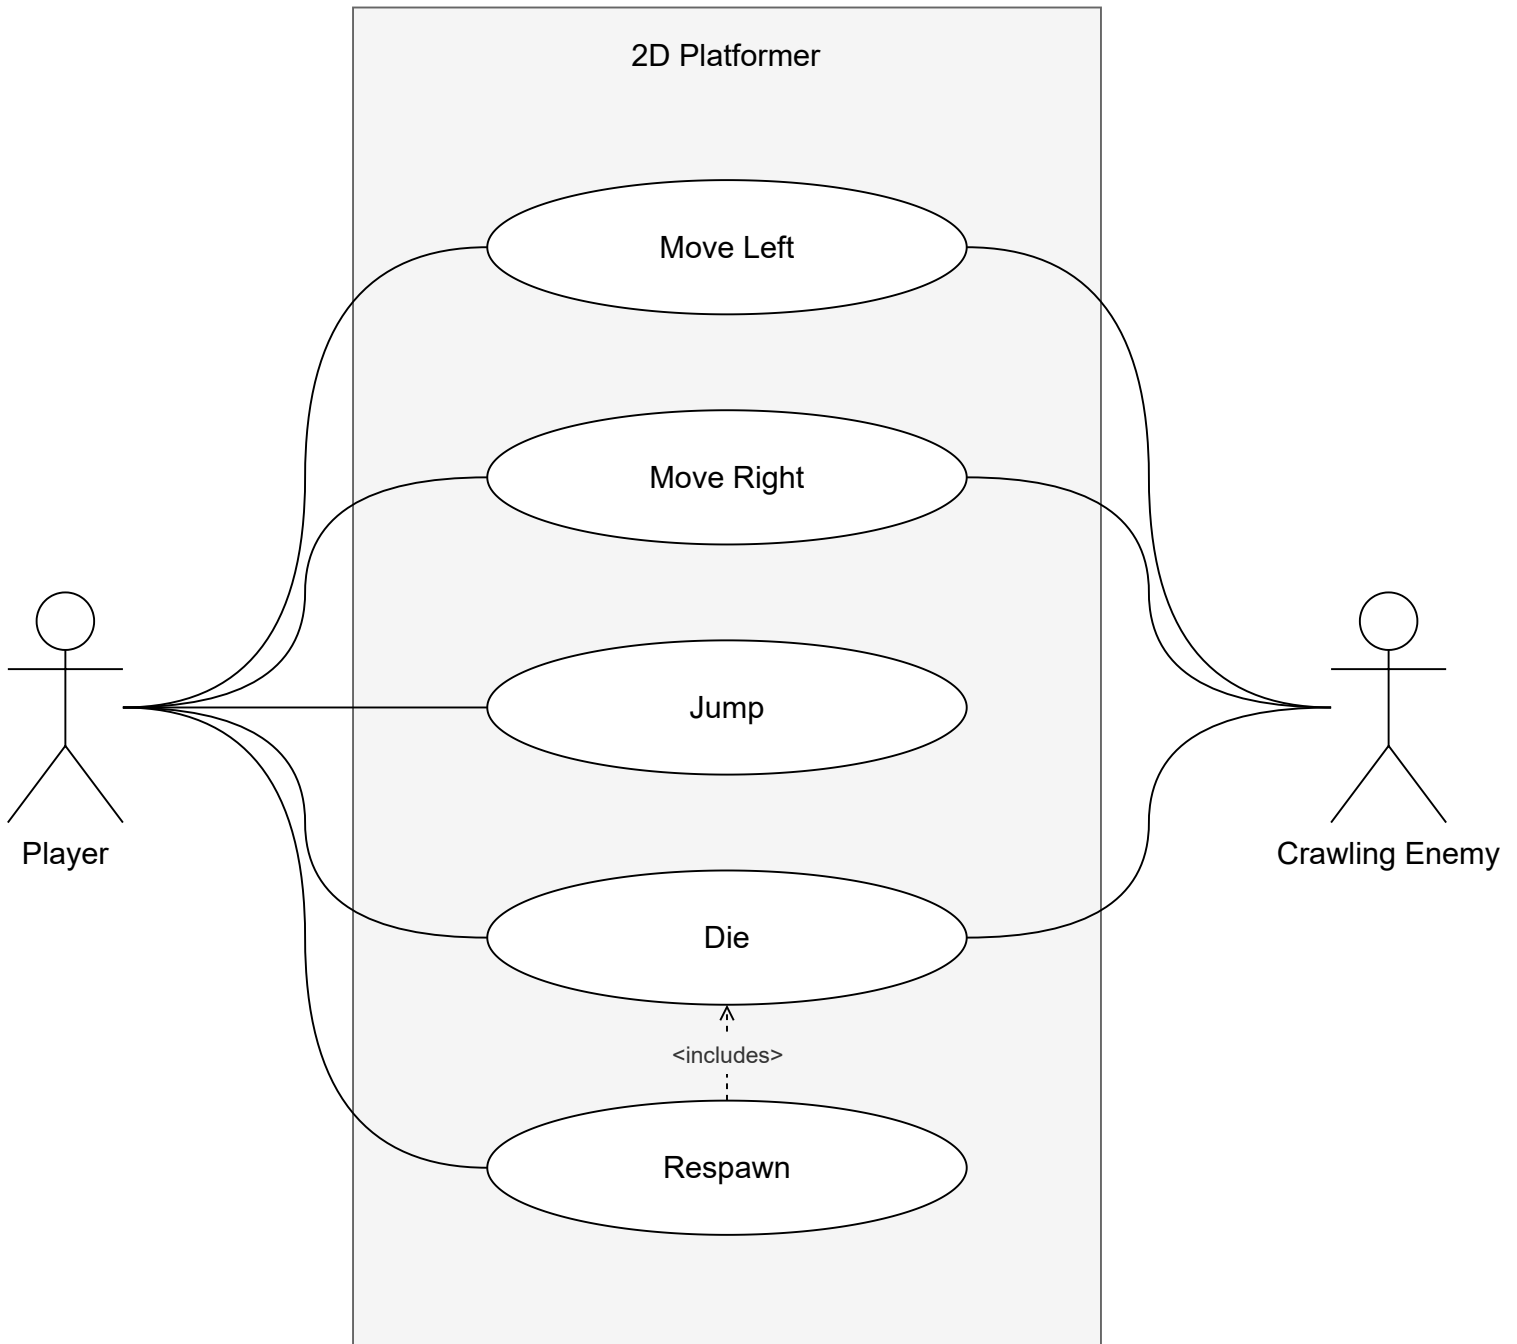 2D Platformer
Move Left
Move Right
Jump
Player
Crawling Enemy
Die
<includes>
Respawn